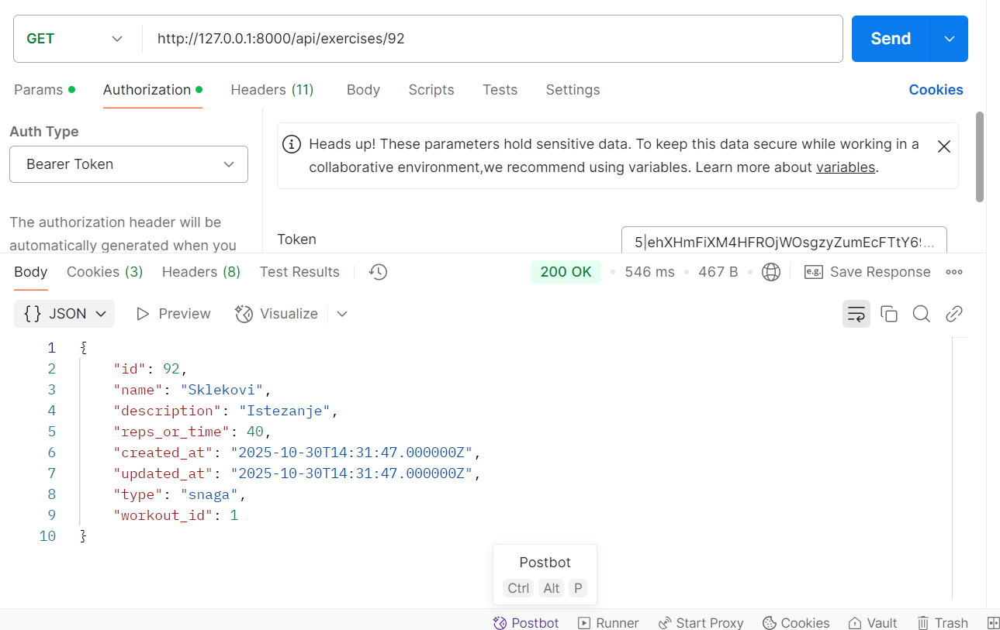 GET http://127.0.0.1:8000/api/exercises/92 Send
Params Authorization Headers (11) Body Scripts Tests Settings Cookies
Auth Type
Bearer Token
The authorization header will be
automatically generated when you
Heads up! These parameters hold sensitive data. To keep this data secure while working in a
collaborative environment,we recommend using variables. Learn more about variables.
Token 5|ehXHmFiXM4HFROjWOsgzyZumEcFTtY6...
Body Cookies (3) Headers (8) Test Results 200 OK 546 ms 467 B e.g. Save Response
{} JSON Preview Visualize
1 {
2 "id": 92,
3 "name": "Sklekovi",
4 "description": "Istezanje",
5 "reps_or_time": 40,
6 "created_at": "2025-10-30T14:31:47.000000Z",
7 "updated_at": "2025-10-30T14:31:47.000000Z",
8 "type": "snaga",
9 "workout_id": 1
10 }
Postbot
Ctrl Alt P
Postbot Runner Start Proxy Cookies Vault Trash